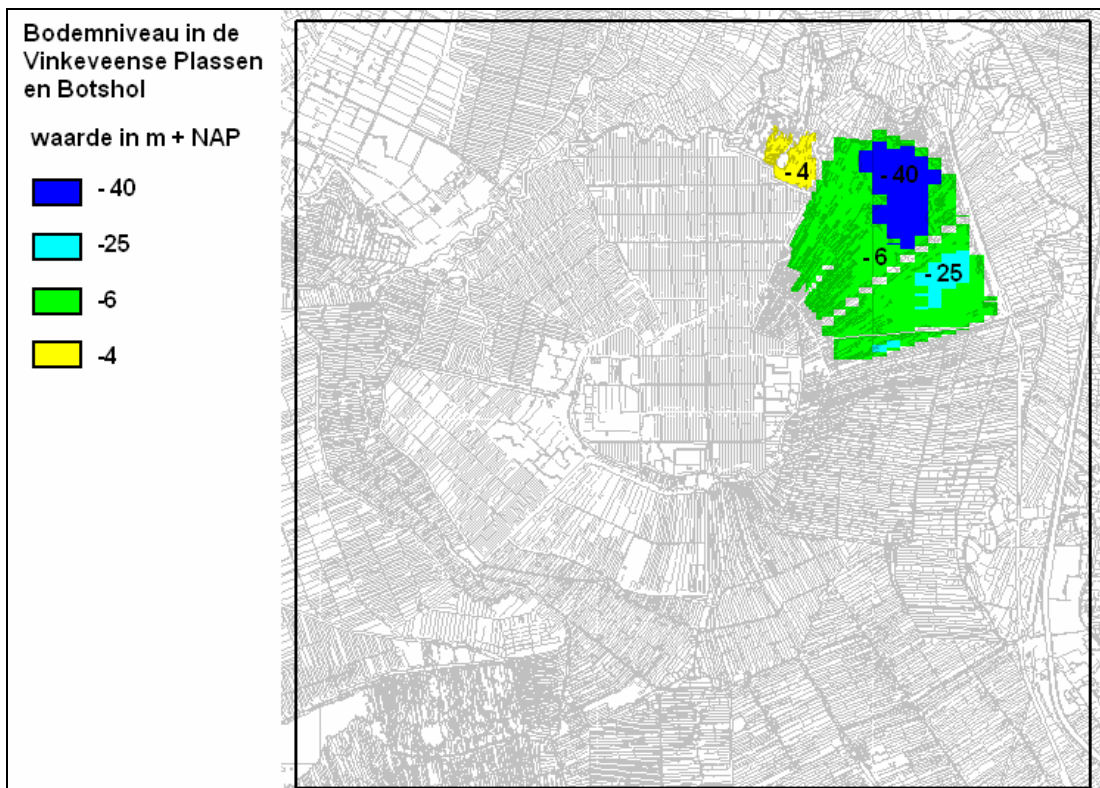 Bodemniveau in de
Vinkeveense Plassen
en Botshol
waarde in m + NAP
- 40
-25
-6
-4
- 4
- 40
- 6
- 25